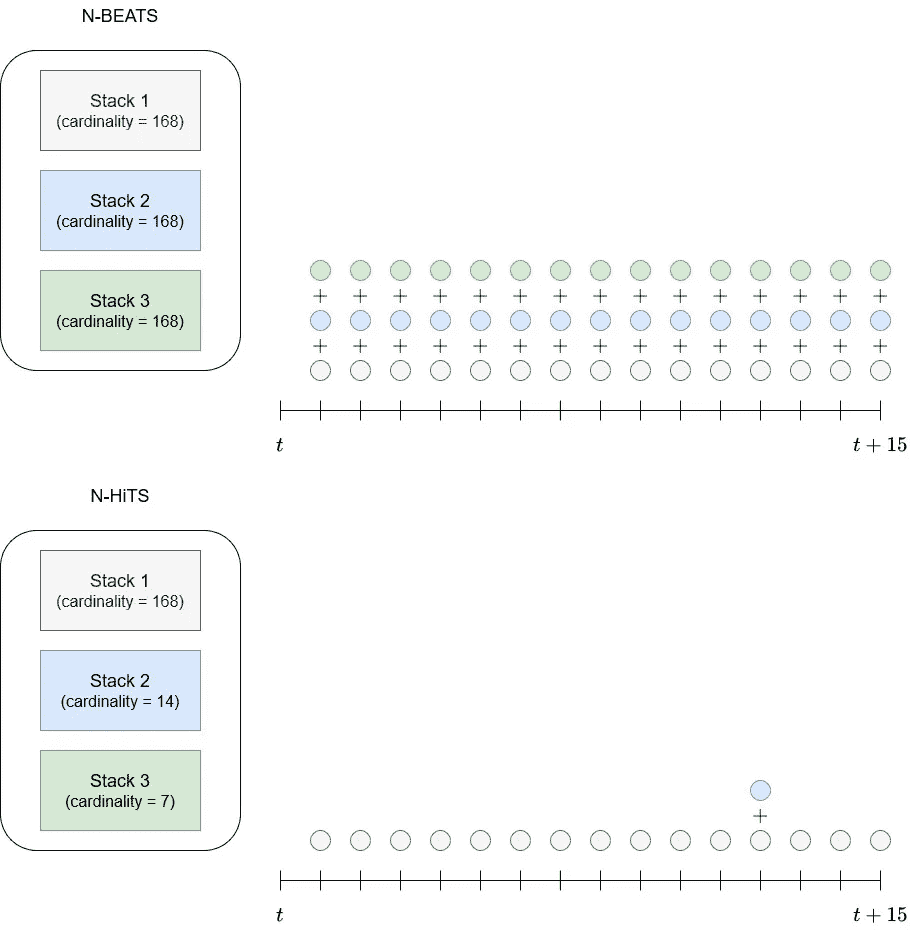 N-BEATS
Stack 1
(cardinality = 168)
Stack 2
(cardinality = 168)
Stack 3
(cardinality = 168)
+ + + + + + + + + + + + + + +
+ + + + + + + + + + + + + + +
t
t + 15
N-HiTS
Stack 1
(cardinality = 168)
Stack 2
(cardinality = 14)
Stack 3
(cardinality = 7)
+
t
t + 15